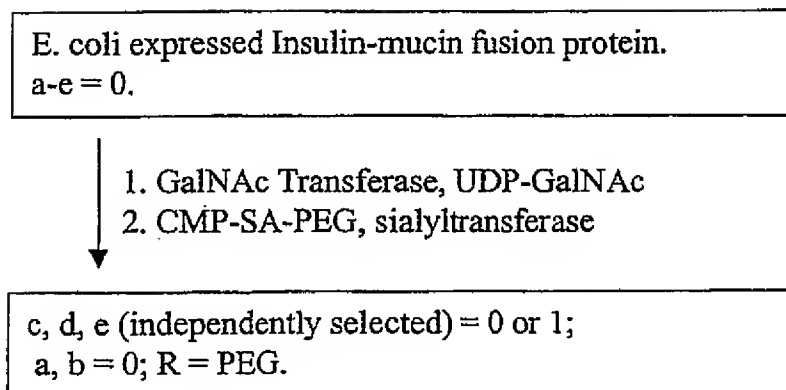 E. coli expressed Insulin-mucin fusion protein.
a-e = 0.
1. GalNAc Transferase, UDP-GalNAc
2. CMP-SA-PEG, sialyltransferase
c, d, e (independently selected) = 0 or 1;
a, b = 0; R = PEG.